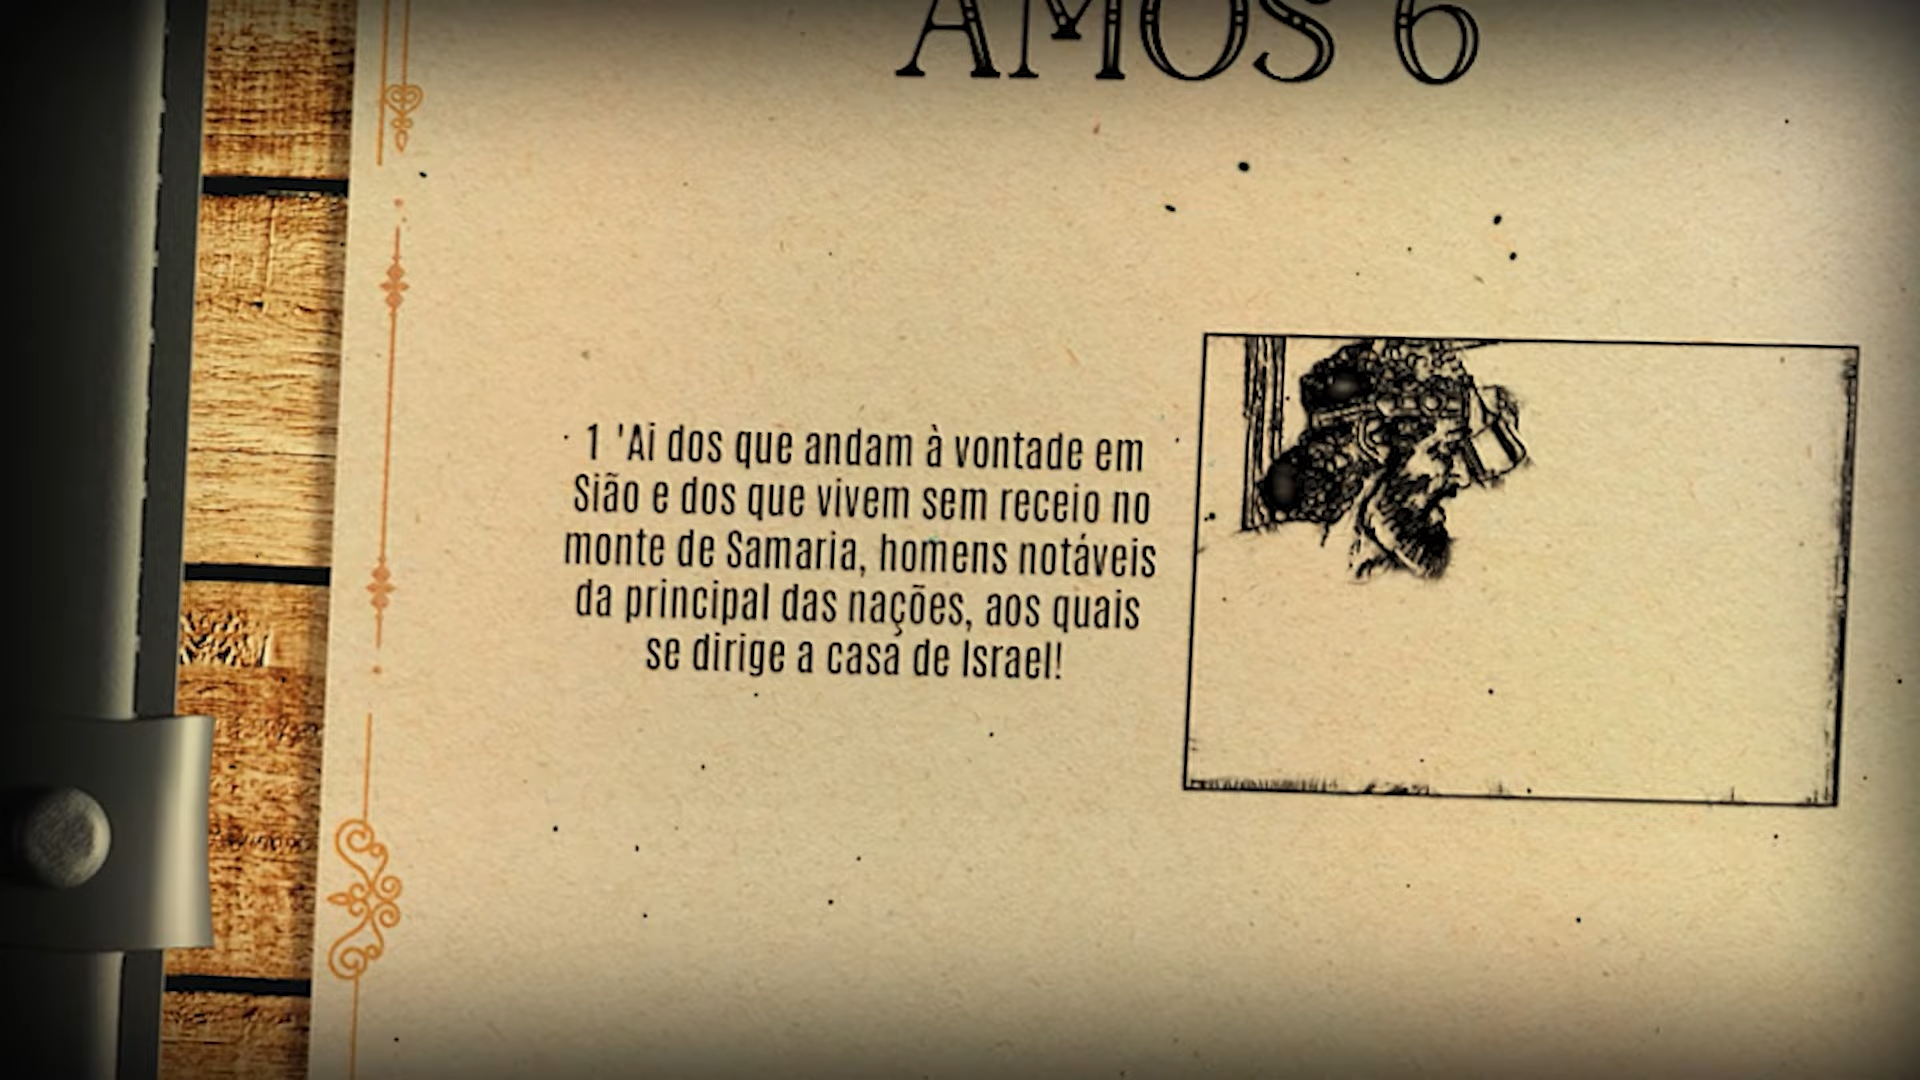 AMOS 6
1 'Ai dos que andam à vontade em
Sião e dos que vivem sem receio no
monte de Samaria, homens notáveis
da principal das nações, aos quais
se dirige a casa de Israel!